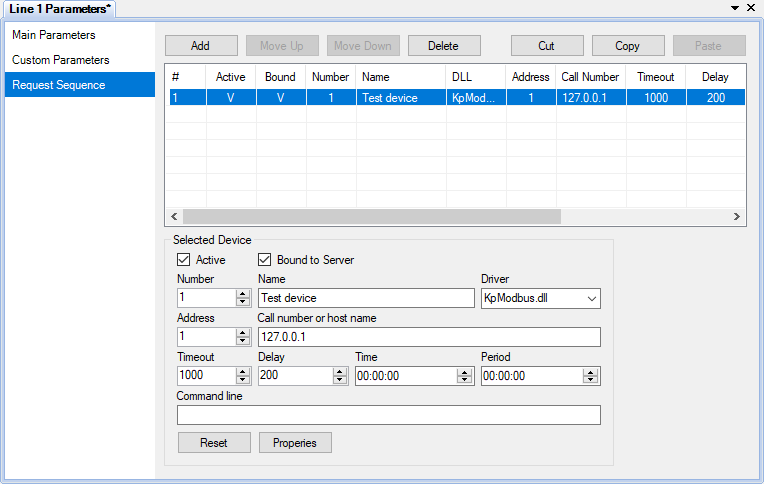 Line 1 Parameters*
Main Parameters
Custom Parameters
Request Sequence
Add Move Up Move Down Delete Cut Copy Paste
# Active Bound Number Name DLL Address Call Number Timeout Delay
1 V V 1 Test device KpMod... 1 127.0.0.1 1000 200
Selected Device
Active Bound to Server
Number Name Driver
1 Test device KpModbus.dll
Address Call number or host name
1 127.0.0.1
Timeout Delay Time Period
1000 200 00:00:00 00:00:00
Command line
Reset Properies